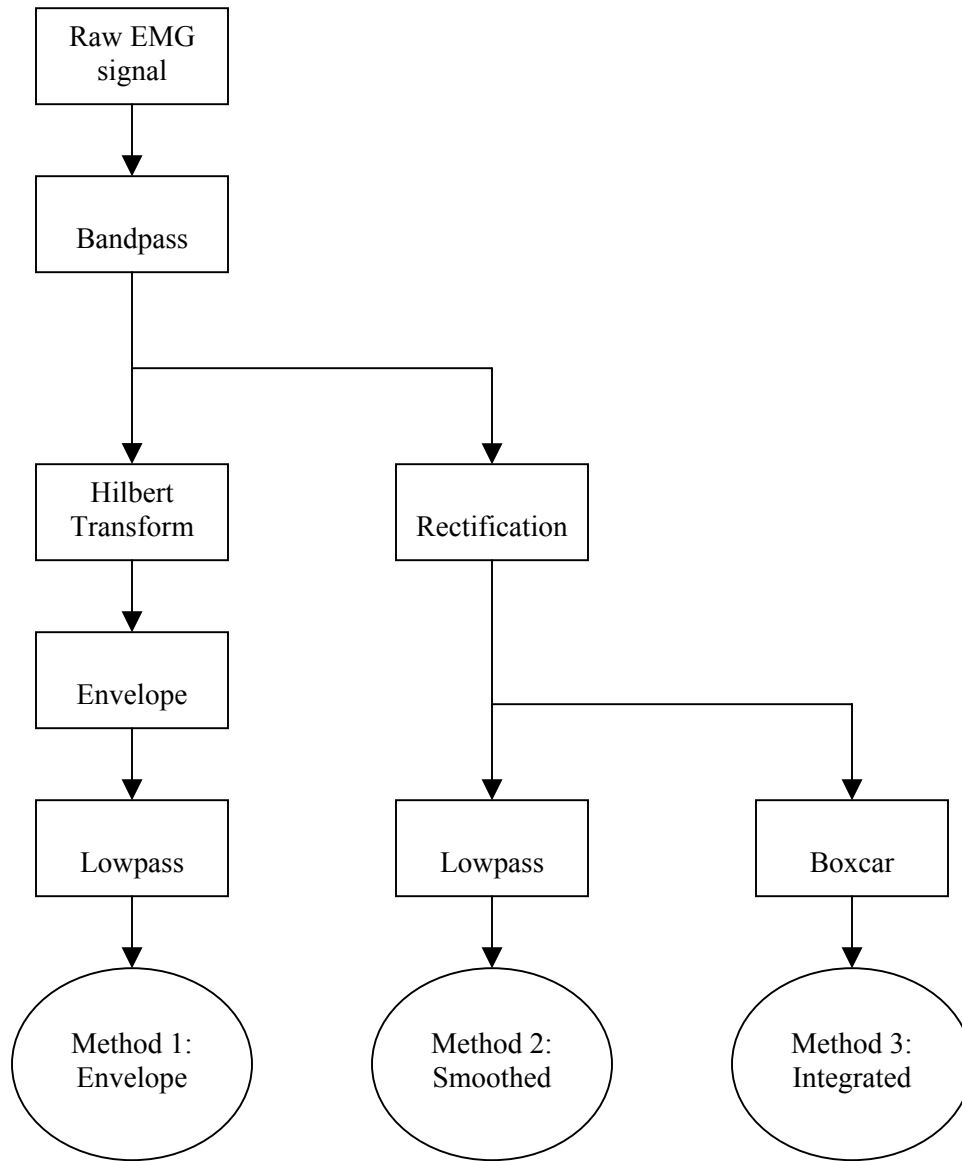 Raw EMG
signal
Bandpass
Hilbert
Transform
Rectification
Envelope
Lowpass
Lowpass
Boxcar
Method 1:
Envelope
Method 2:
Smoothed
Method 3:
Integrated